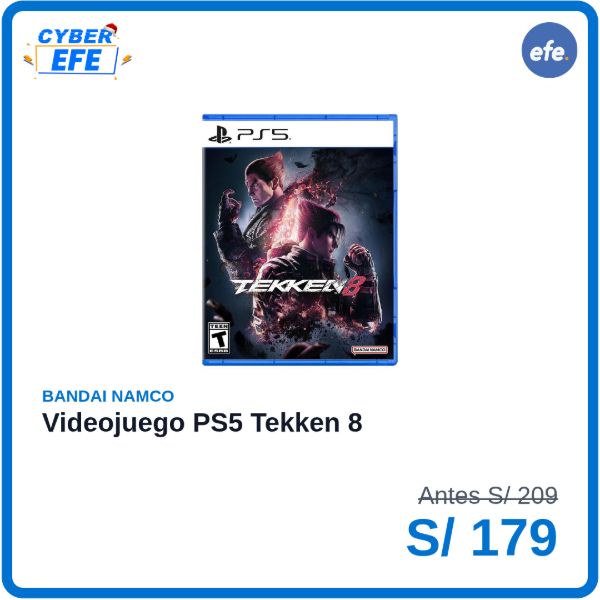 CYBER
EFE
efe.
PS5
TEKKEN 8
TEEN
T
ESRB
BANDAI NAMCO
BANDAI NAMCO
Videojuego PS5 Tekken 8
Antes S/ 209
S/ 179